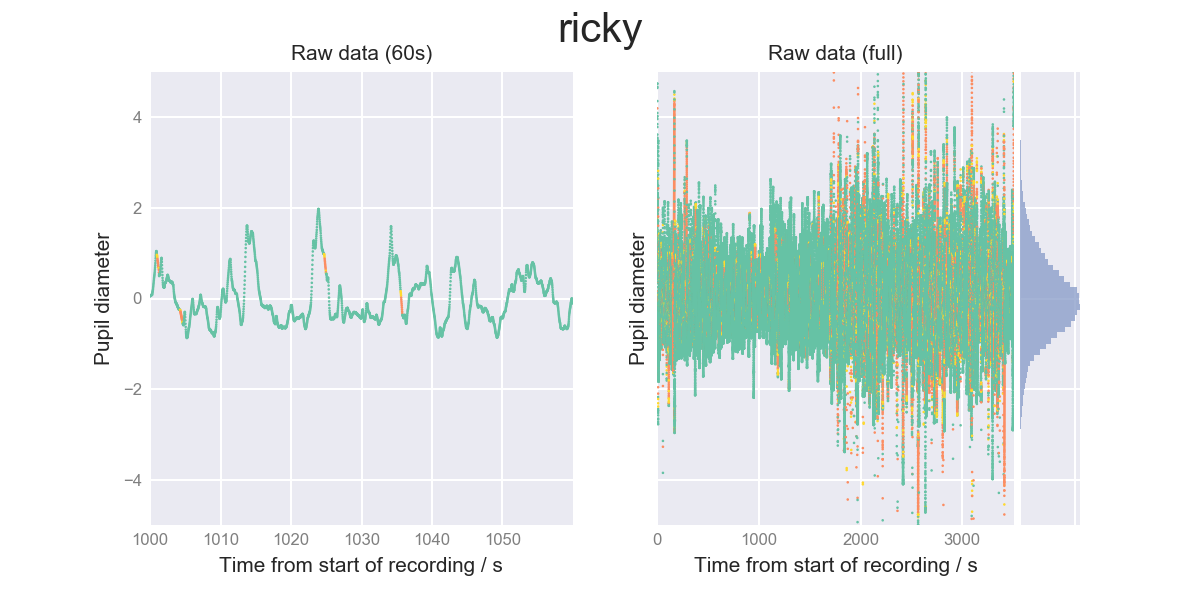 ricky
Raw data (60s)
Raw data (full)
Pupil diameter
4
2
0
−2
−4
1000 1010 1020 1030 1040 1050
Time from start of recording / s
Pupil diameter
0 1000 2000 3000
Time from start of recording / s